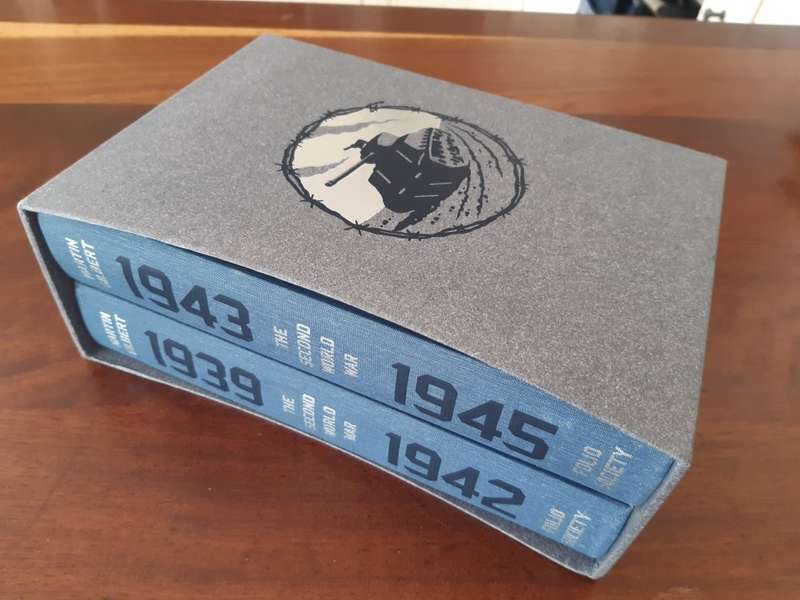 MARTIN
GILBERT
1943
THE
SECOND
WORLD
WAR
1945
FOLIO
SOCIETY
MARTIN
GILBERT
1939
THE
SECOND
WORLD
WAR
1942
FOLIO
SOCIETY